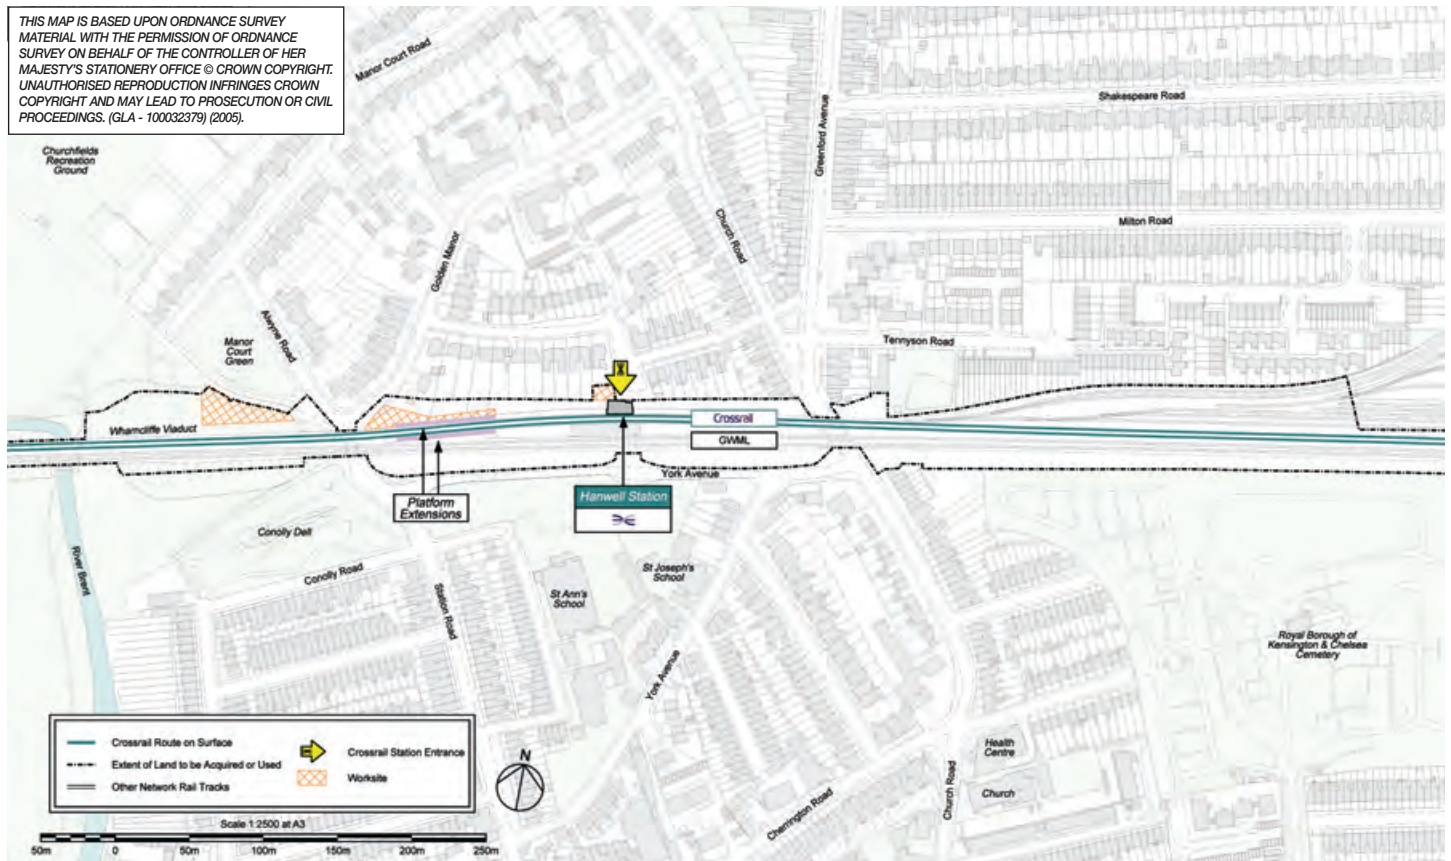 THIS MAP IS BASED UPON ORDNANCE SURVEY
MATERIAL WITH THE PERMISSION OF ORDNANCE
SURVEY ON BEHALF OF THE CONTROLLER OF HER
MAJESTY'S STATIONERY OFFICE © CROWN COPYRIGHT.
UNAUTHORISED REPRODUCTION INFRINGES CROWN
COPYRIGHT AND MAY LEAD TO PROSECUTION OR CIVIL
PROCEEDINGS. (GLA - 100032379) (2005).
Manor Court Road
Shakespeare Road
Greenford Avenue
Churchfields
Recreation
Ground
Milton Road
Church Road
Golden Manor
Alwyne Road
Manor
Court
Green
Tennyson Road
Wharncliffe Viaduct
Crossrail
GWML
York Avenue
Platform
Extensions
Hanwell Station
Conolly Dell
River Brent
Conolly Road
Station Road
St Joseph's
School
St Ann's
School
York Avenue
Royal Borough of
Kensington & Chelsea
Cemetery
Health
Centre
Church
Church Road
Cherrington Road
Crossrail Route on Surface
Extent of Land to be Acquired or Used
Other Network Rail Tracks
Crossrail Station Entrance
Worksite
N
Scale 1:2500 at A3
50m 0 50m 100m 150m 200m 250m